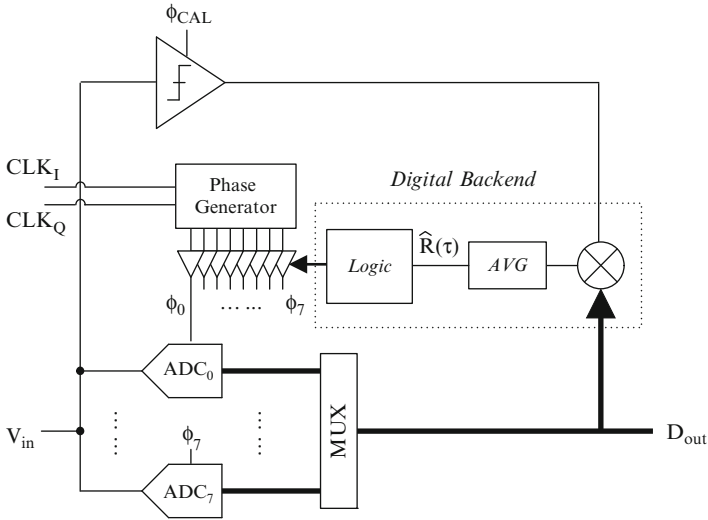 ϕCAL
CLKI
CLKQ
Phase
Generator
Digital Backend
Logic
R̂(τ)
AVG
ϕ0
... ...
ϕ7
ADC0
MUX
Vin
Dout
ϕ7
ADC7